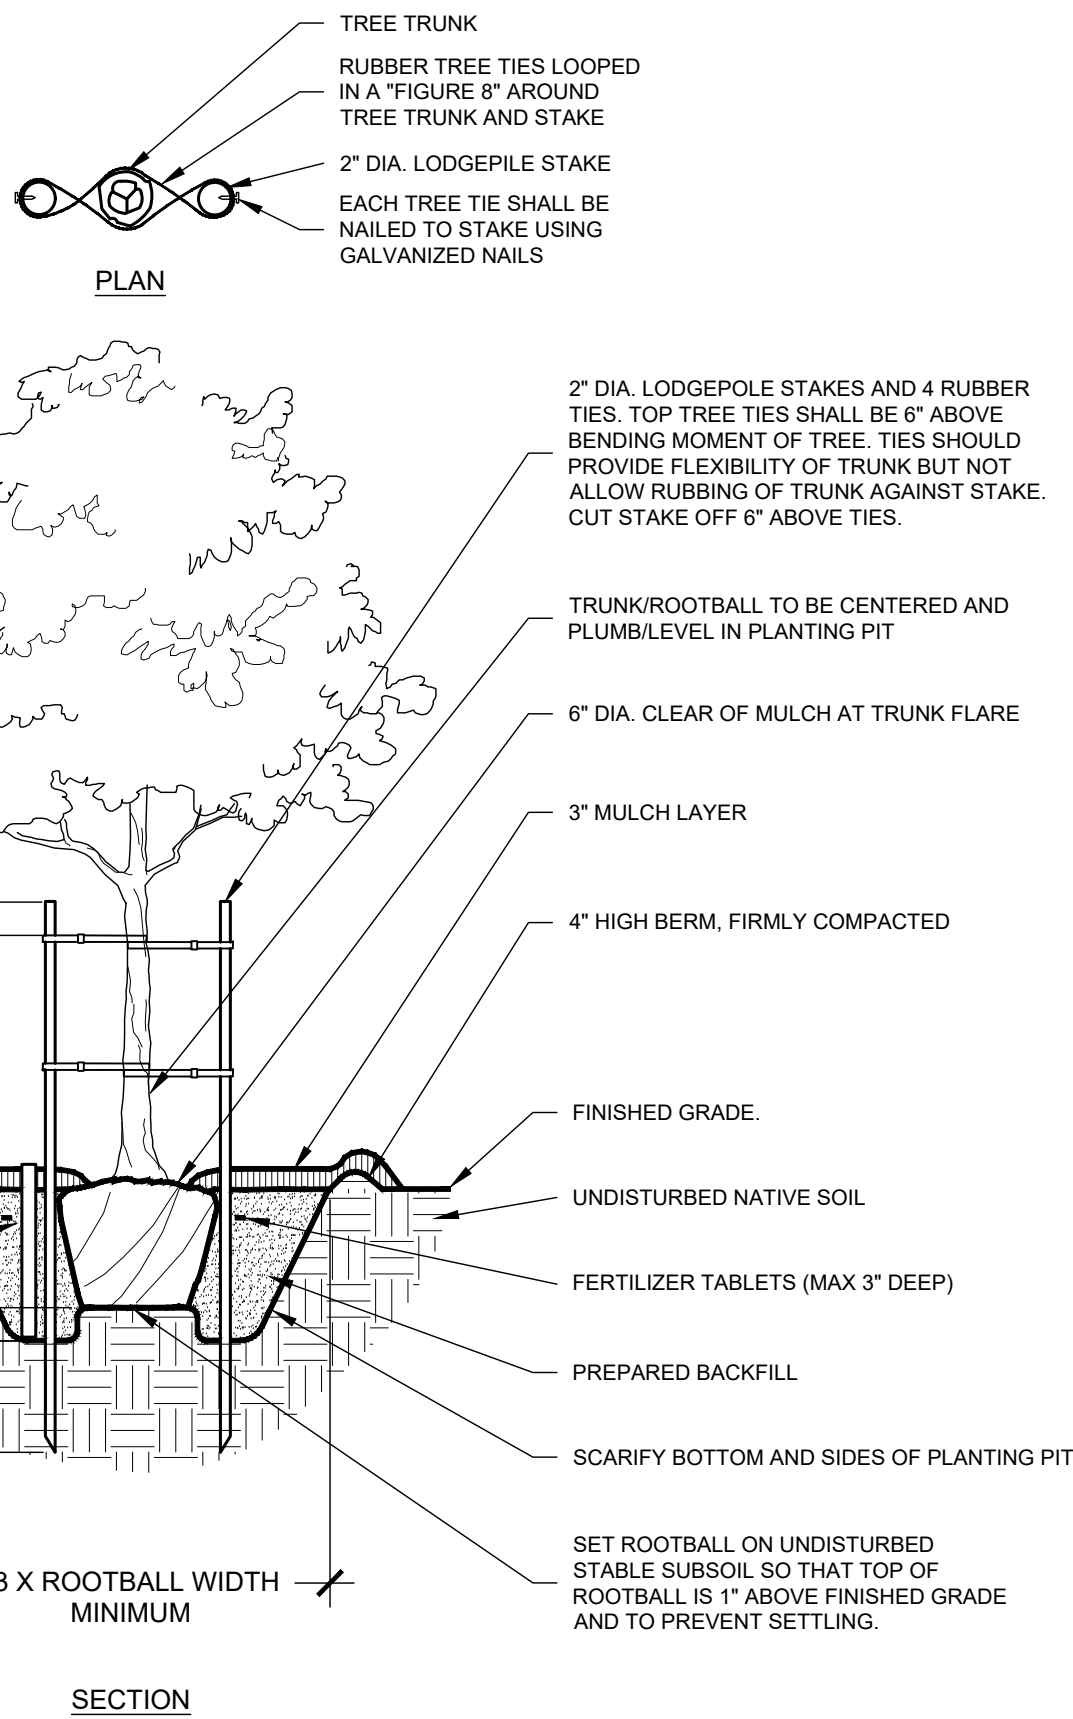 TREE TRUNK
RUBBER TREE TIES LOOPED
IN A "FIGURE 8" AROUND
TREE TRUNK AND STAKE
2" DIA. LODGEPILE STAKE
EACH TREE TIE SHALL BE
NAILED TO STAKE USING
GALVANIZED NAILS
PLAN
2" DIA. LODGEPOLE STAKES AND 4 RUBBER
TIES. TOP TREE TIES SHALL BE 6" ABOVE
BENDING MOMENT OF TREE. TIES SHOULD
PROVIDE FLEXIBILITY OF TRUNK BUT NOT
ALLOW RUBBING OF TRUNK AGAINST STAKE.
CUT STAKE OFF 6" ABOVE TIES.
TRUNK/ROOTBALL TO BE CENTERED AND
PLUMB/LEVEL IN PLANTING PIT
6" DIA. CLEAR OF MULCH AT TRUNK FLARE
3" MULCH LAYER
4" HIGH BERM, FIRMLY COMPACTED
FINISHED GRADE.
UNDISTURBED NATIVE SOIL
FERTILIZER TABLETS (MAX 3" DEEP)
PREPARED BACKFILL
SCARIFY BOTTOM AND SIDES OF PLANTING PIT
SET ROOTBALL ON UNDISTURBED
STABLE SUBSOIL SO THAT TOP OF
ROOTBALL IS 1" ABOVE FINISHED GRADE
AND TO PREVENT SETTLING.
3 X ROOTBALL WIDTH
MINIMUM
SECTION